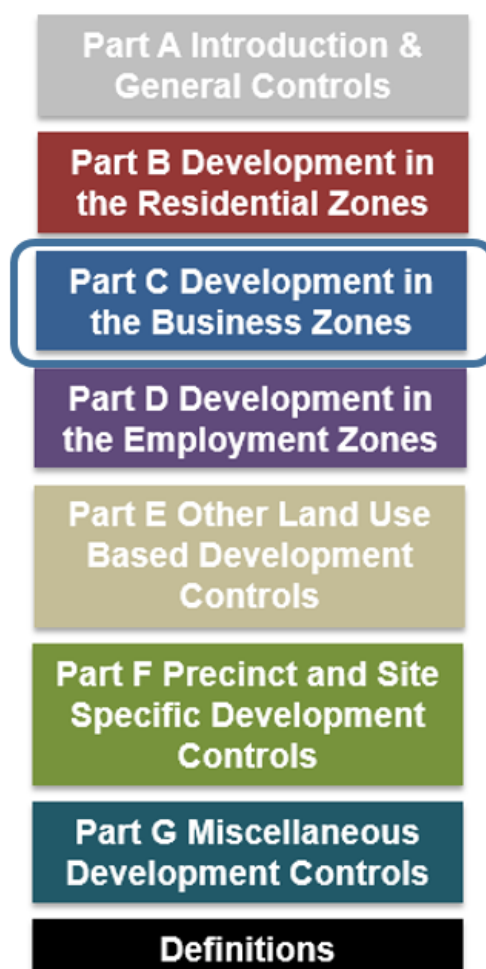 Part A Introduction &
General Controls
Part B Development in
the Residential Zones
Part C Development in
the Business Zones
Part D Development in
the Employment Zones
Part E Other Land Use
Based Development
Controls
Part F Precinct and Site
Specific Development
Controls
Part G Miscellaneous
Development Controls
Definitions